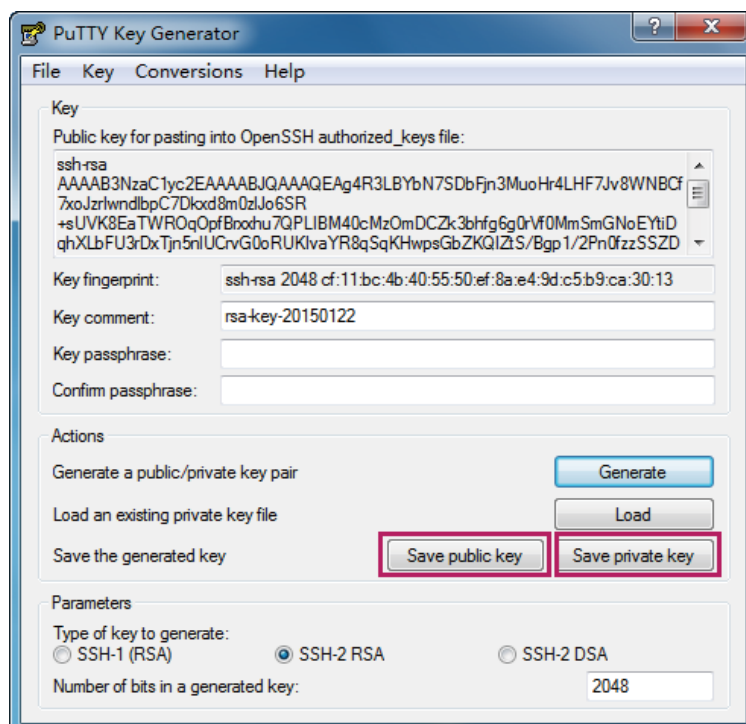 PuTTY Key Generator
File Key Conversions Help
Key
Public key for pasting into OpenSSH authorized_keys file:
ssh-rsa
AAAAB3NzaC1yc2EAAAABJQAAAQEAg4R3LBYbN7SDbFjn3MuoHr4LHF7Jv8WNBCf
7xoJzrlwndlbpC7Dkxd8m0zlJo6SR
+sUVK8EaTWROqOpfBrxxhu7QPLIBM40cMzOmDCZk3bhfg6g0rVf0MmSmGNoEYtiD
qhXLbFU3rDxTjn5nIUCrvG0oRUKlvaYR8qSqKHwpsGbZKQIZtS/Bgp1/2Pn0fzzSSZD
Key fingerprint: ssh-rsa 2048 cf:11:bc:4b:40:55:50:ef:8a:e4:9d:c5:b9:ca:30:13
Key comment: rsa-key-20150122
Key passphrase:
Confirm passphrase:
Actions
Generate a public/private key pair Generate
Load an existing private key file Load
Save the generated key Save public key Save private key
Parameters
Type of key to generate:
SSH-1 (RSA) SSH-2 RSA SSH-2 DSA
Number of bits in a generated key: 2048